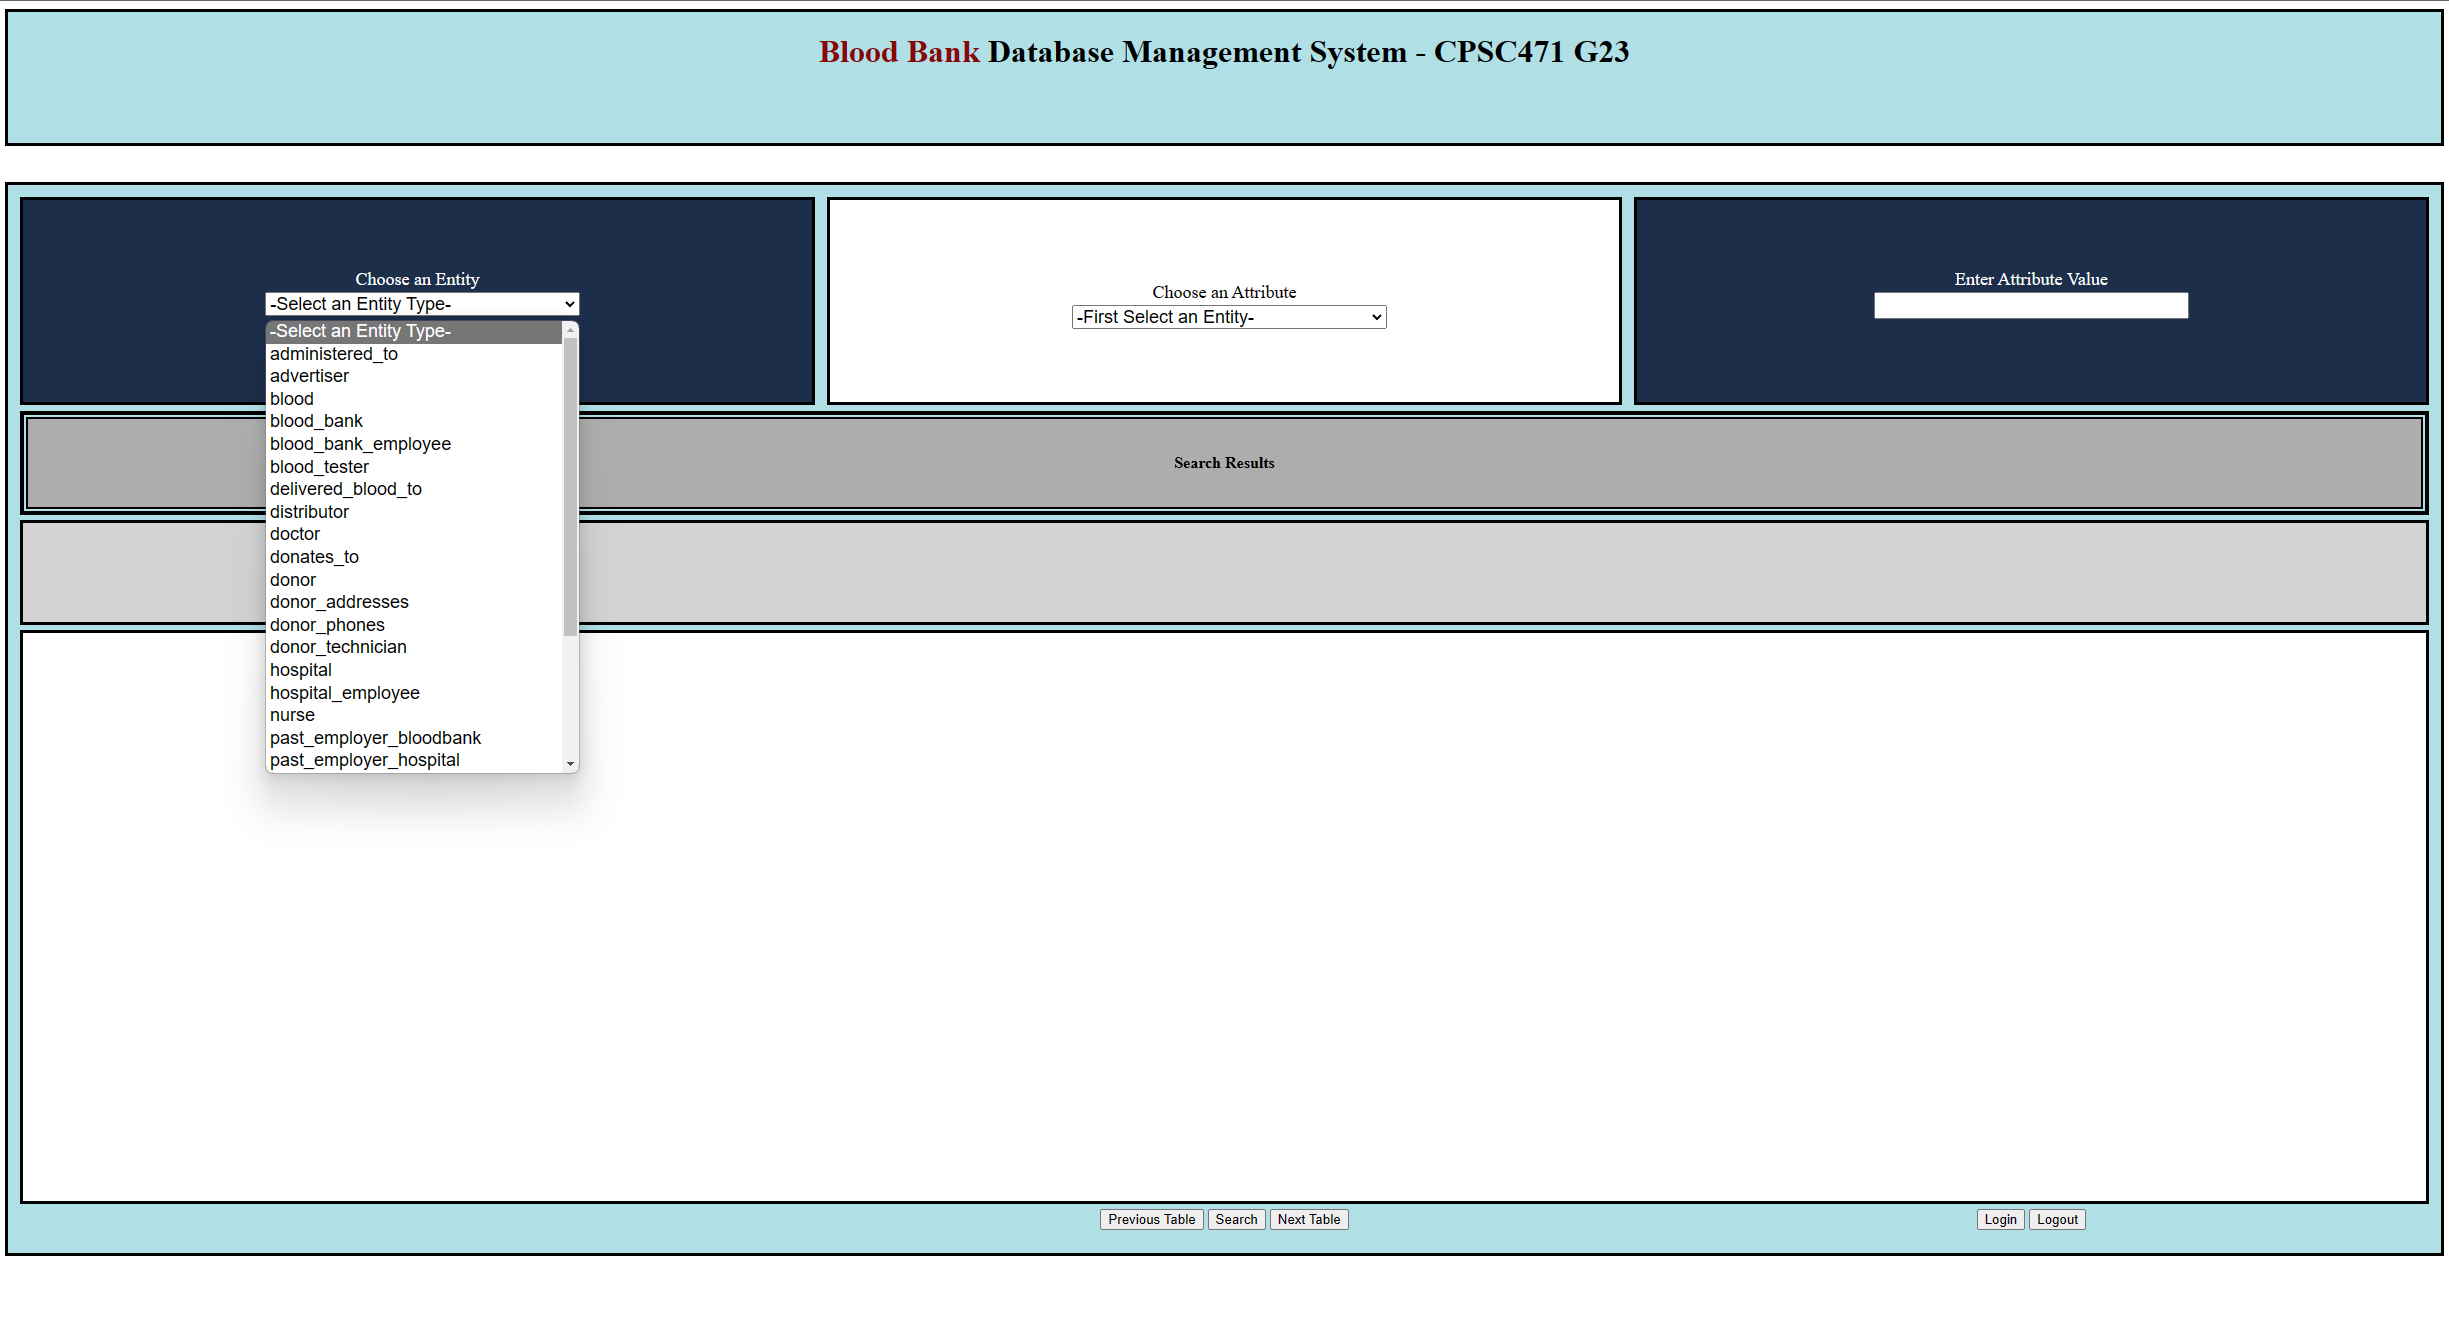 Blood Bank Database Management System - CPSC471 G23
Choose an Entity
-Select an Entity Type-
-Select an Entity Type-
administered_to
advertiser
blood
blood_bank
blood_bank_employee
blood_tester
delivered_blood_to
distributor
doctor
donates_to
donor
donor_addresses
donor_phones
donor_technician
hospital
hospital_employee
nurse
past_employer_bloodbank
past_employer_hospital
Choose an Attribute
-First Select an Entity-
Enter Attribute Value
Search Results
Previous Table Search Next Table
Login Logout